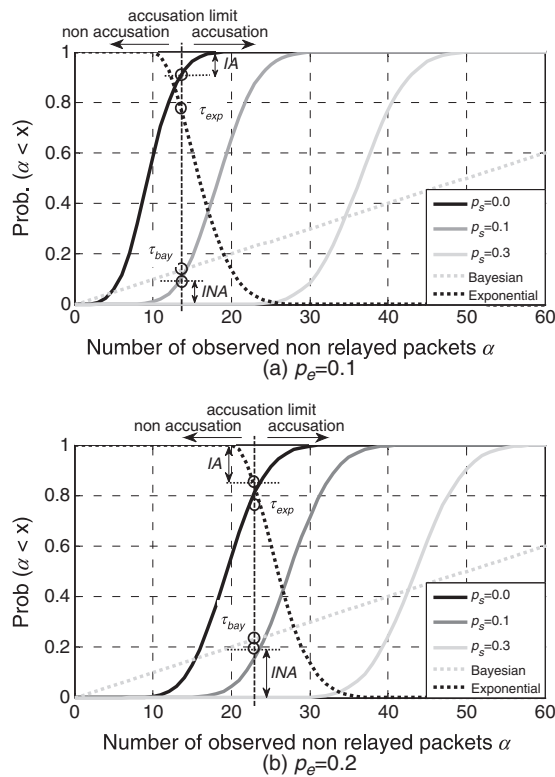 accusation limit
non accusation accusation
1
0.8
0.6
0.4
0.2
0
Prob. (α < x)
IA
τexp
τbay
INA
ps=0.0
ps=0.1
ps=0.3
Bayesian
Exponential
0 10 20 30 40 50 60
Number of observed non relayed packets α
(a) pe=0.1
accusation limit
non accusation accusation
1
0.8
0.6
0.4
0.2
0
Prob (α < x)
IA
τexp
τbay
INA
ps=0.0
ps=0.1
ps=0.3
Bayesian
Exponential
0 10 20 30 40 50 60
Number of observed non relayed packets α
(b) pe=0.2